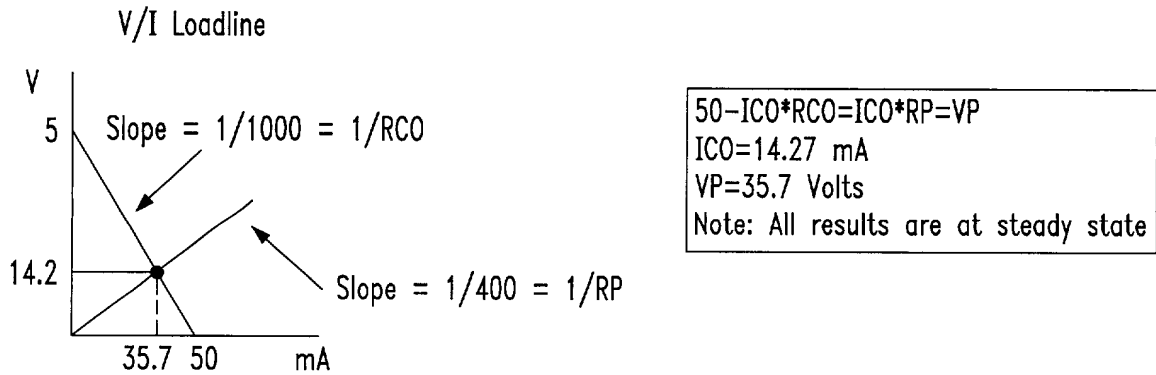 V/I Loadline
V
5
Slope = 1/1000 = 1/RCO
14.2
Slope = 1/400 = 1/RP
35.7 50 mA
50-ICO*RCO=ICO*RP=VP
ICO=14.27 mA
VP=35.7 Volts
Note: All results are at steady state